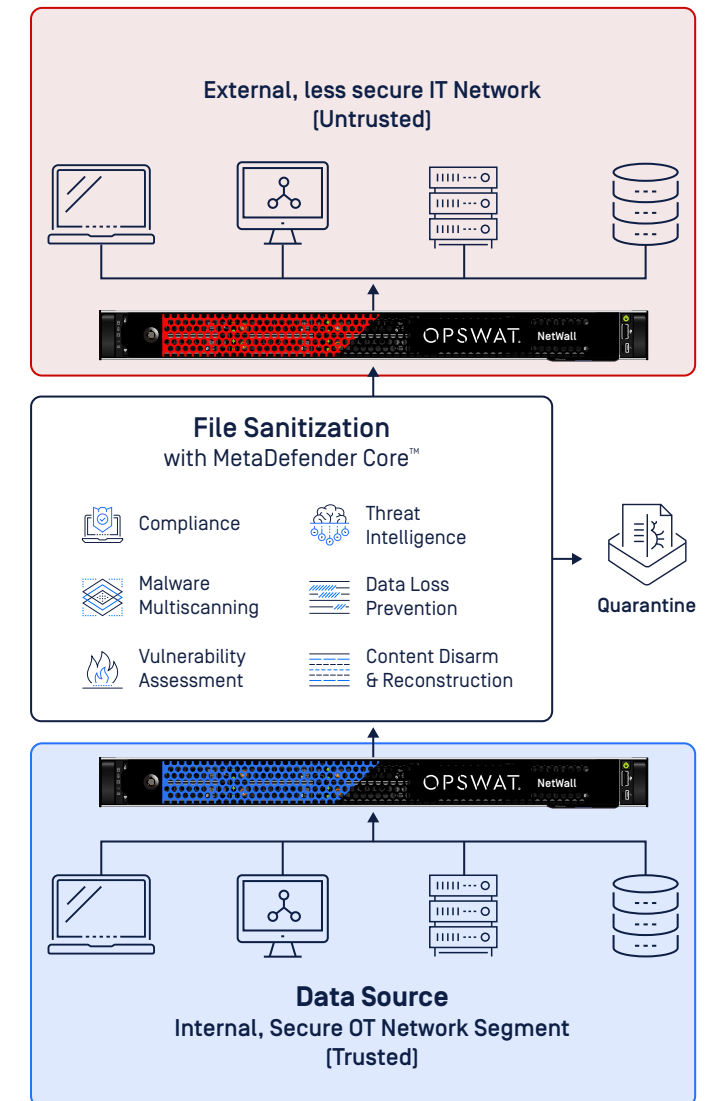 External, less secure IT Network
(Untrusted)
OPSWAT. NetWall
File Sanitization
with MetaDefender Core™
Compliance
Threat
Intelligence
Malware
Multiscanning
Data Loss
Prevention
Vulnerability
Assessment
Content Disarm
& Reconstruction
Quarantine
OPSWAT. NetWall
Data Source
Internal, Secure OT Network Segment
(Trusted)